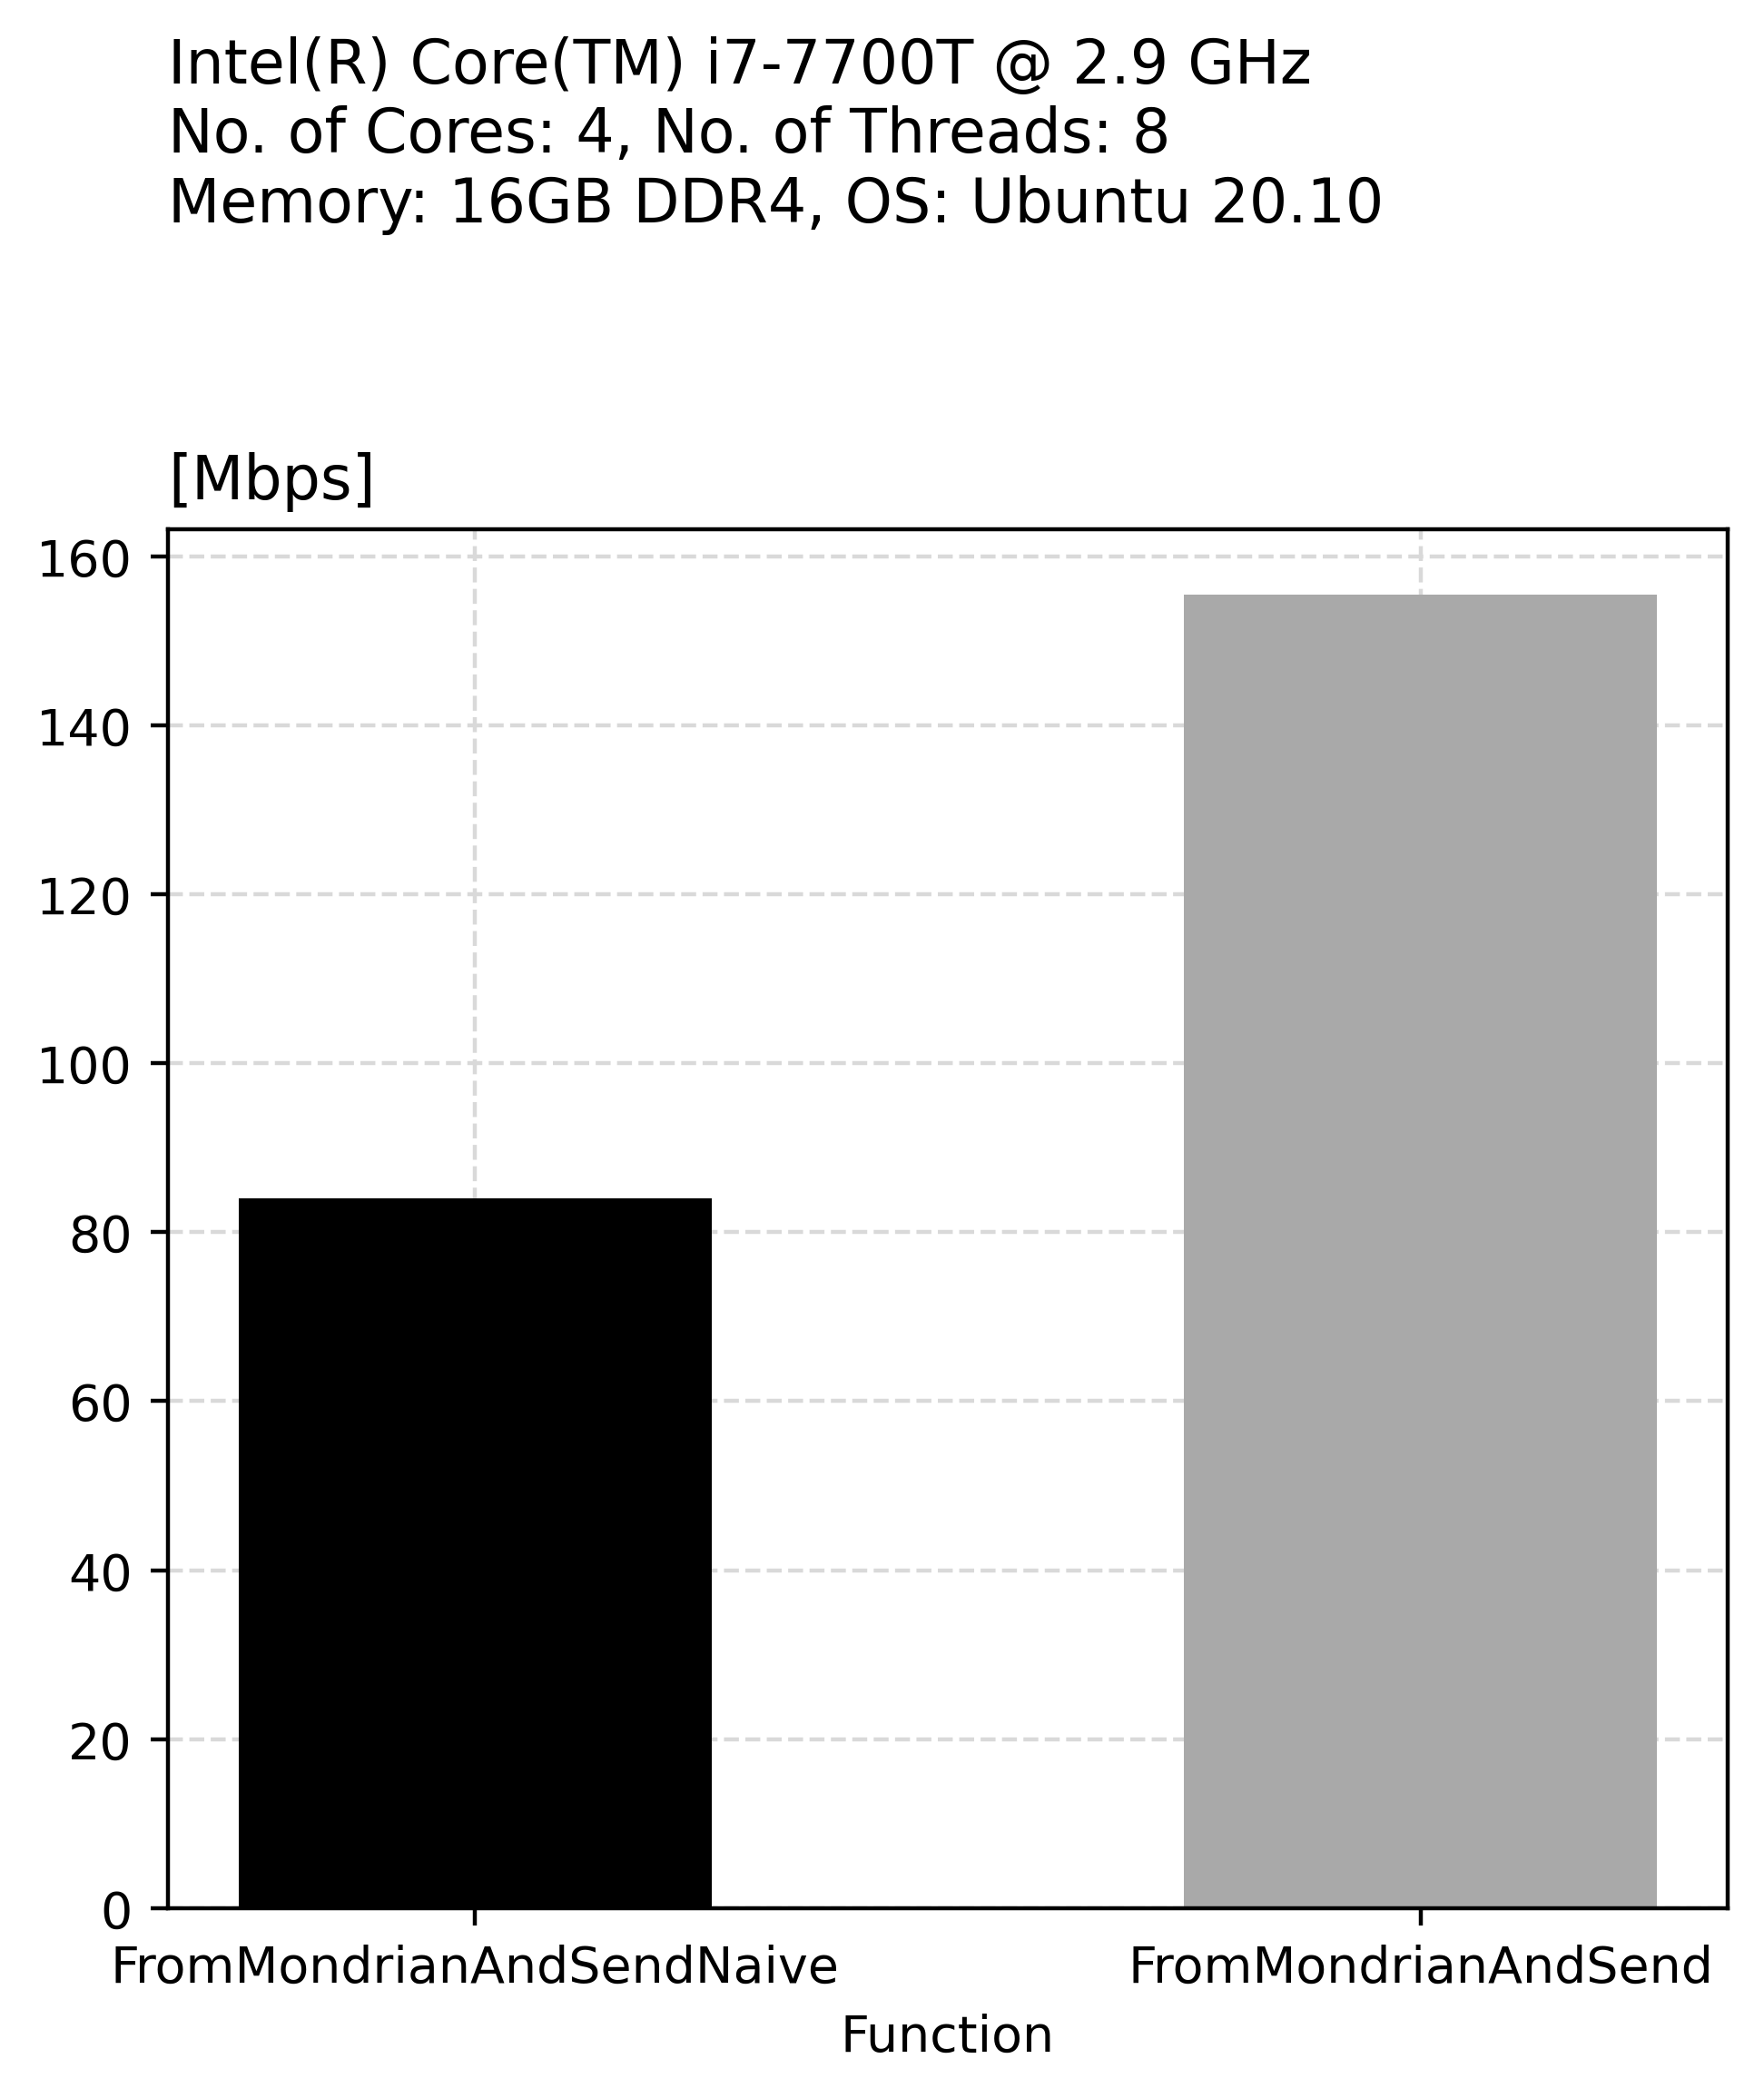 Intel(R) Core(TM) i7-7700T @ 2.9 GHz
No. of Cores: 4, No. of Threads: 8
Memory: 16GB DDR4, OS: Ubuntu 20.10
[Mbps]
160
140
120
100
80
60
40
20
0
FromMondrianAndSendNaive FromMondrianAndSend
Function